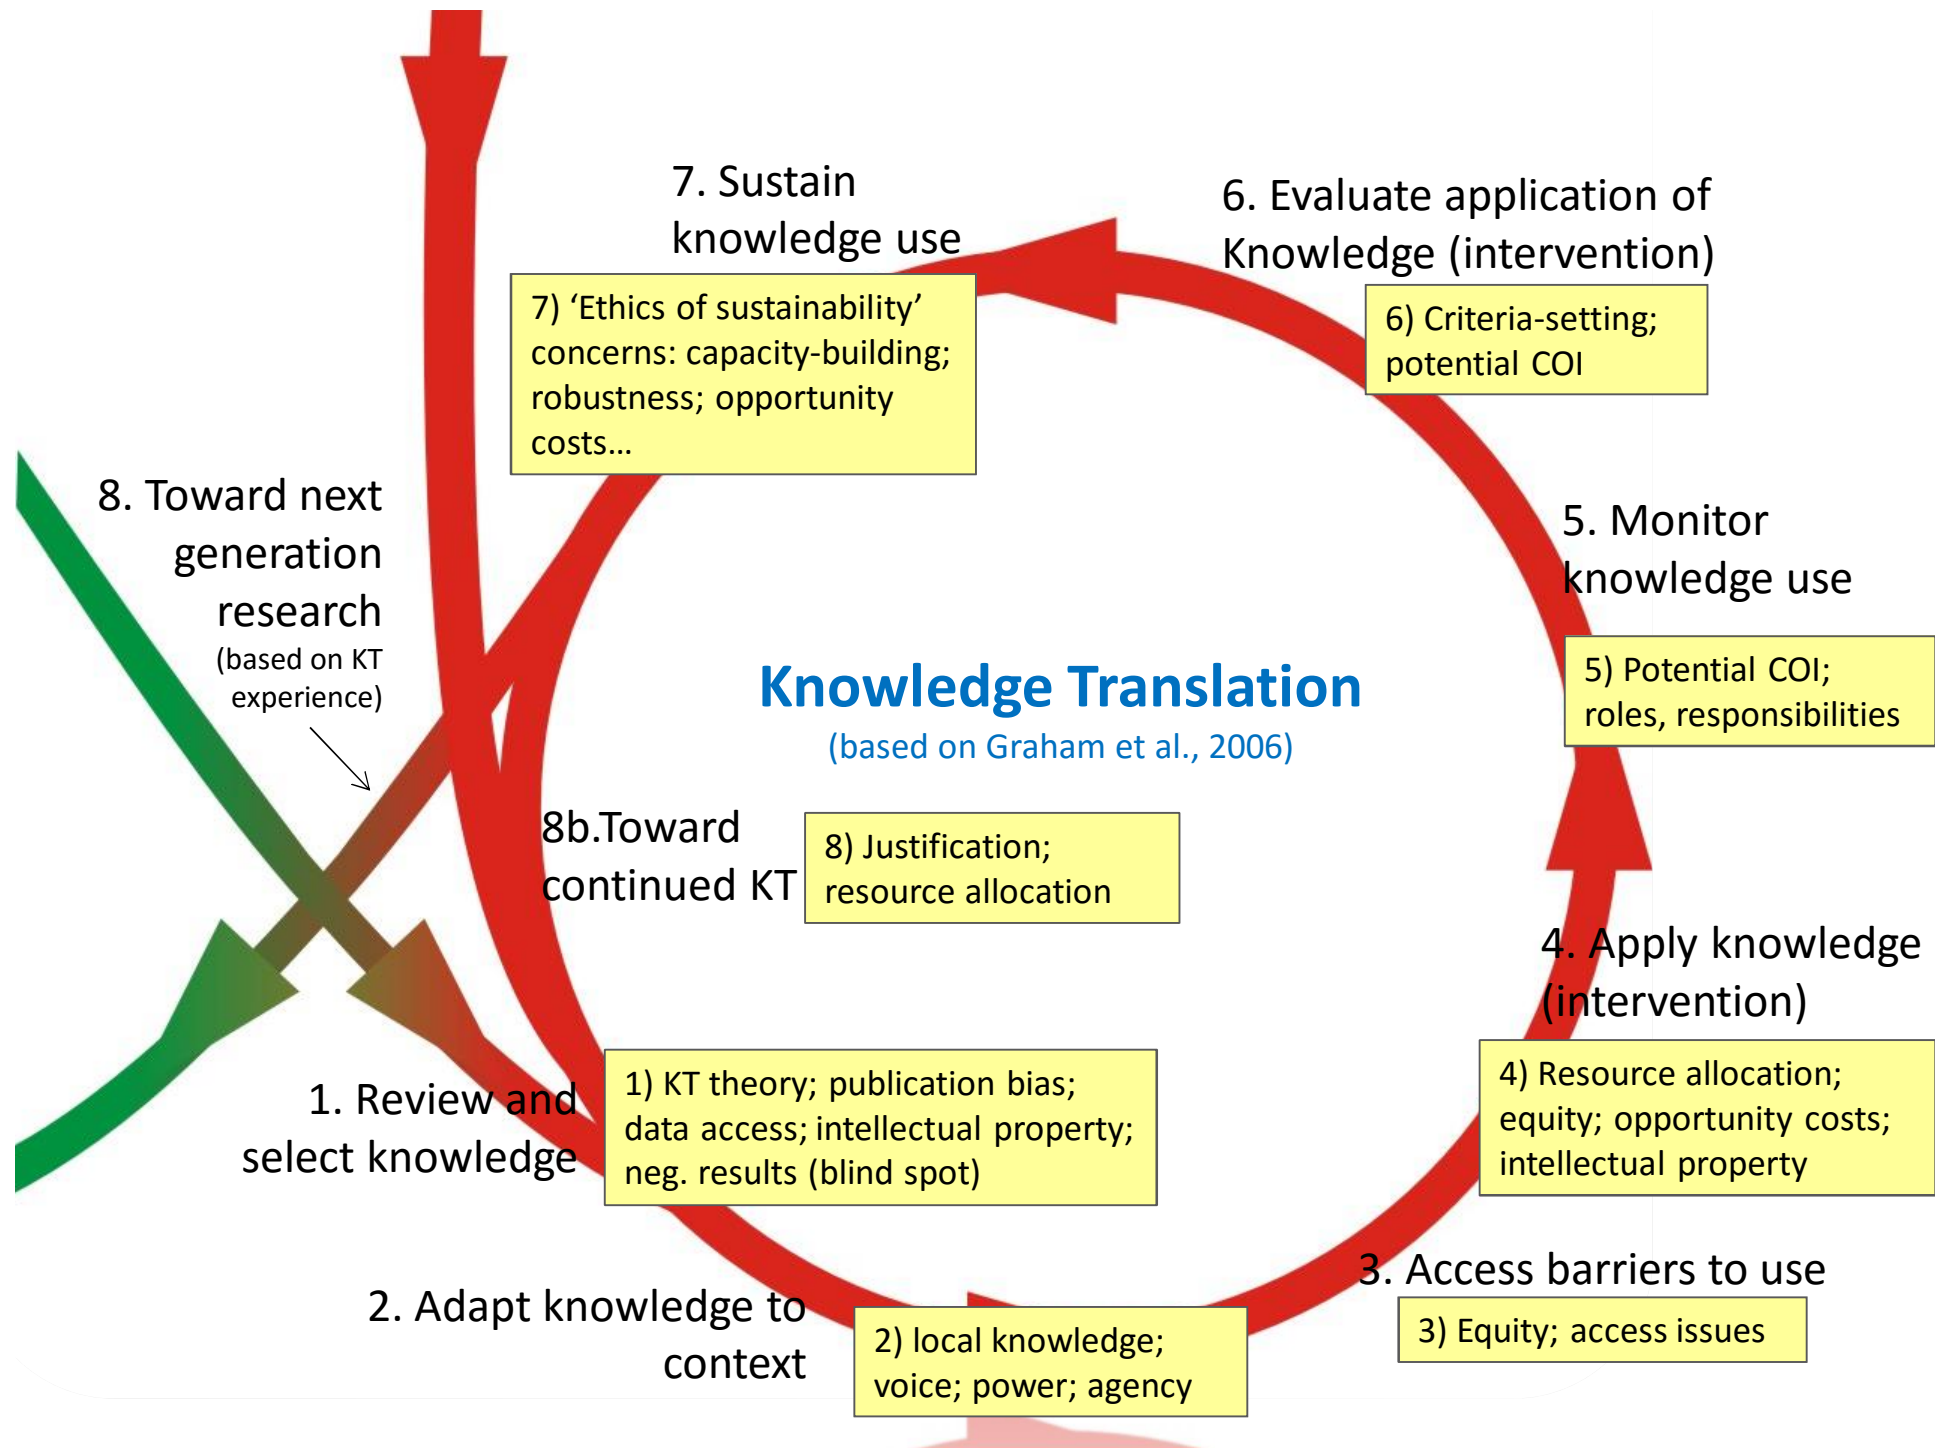 7. Sustain
knowledge use
7) ‘Ethics of sustainability’
concerns: capacity-building;
robustness; opportunity
costs…
6. Evaluate application of
Knowledge (intervention)
6) Criteria-setting;
potential COI
8. Toward next
generation
research
(based on KT
experience)
5. Monitor
knowledge use
5) Potential COI;
roles, responsibilities
Knowledge Translation
(based on Graham et al., 2006)
8b.Toward
continued KT
8) Justification;
resource allocation
4. Apply knowledge
(intervention)
4) Resource allocation;
equity; opportunity costs;
intellectual property
1. Review and
select knowledge
1) KT theory; publication bias;
data access; intellectual property;
neg. results (blind spot)
3. Access barriers to use
3) Equity; access issues
2. Adapt knowledge to
context
2) local knowledge;
voice; power; agency